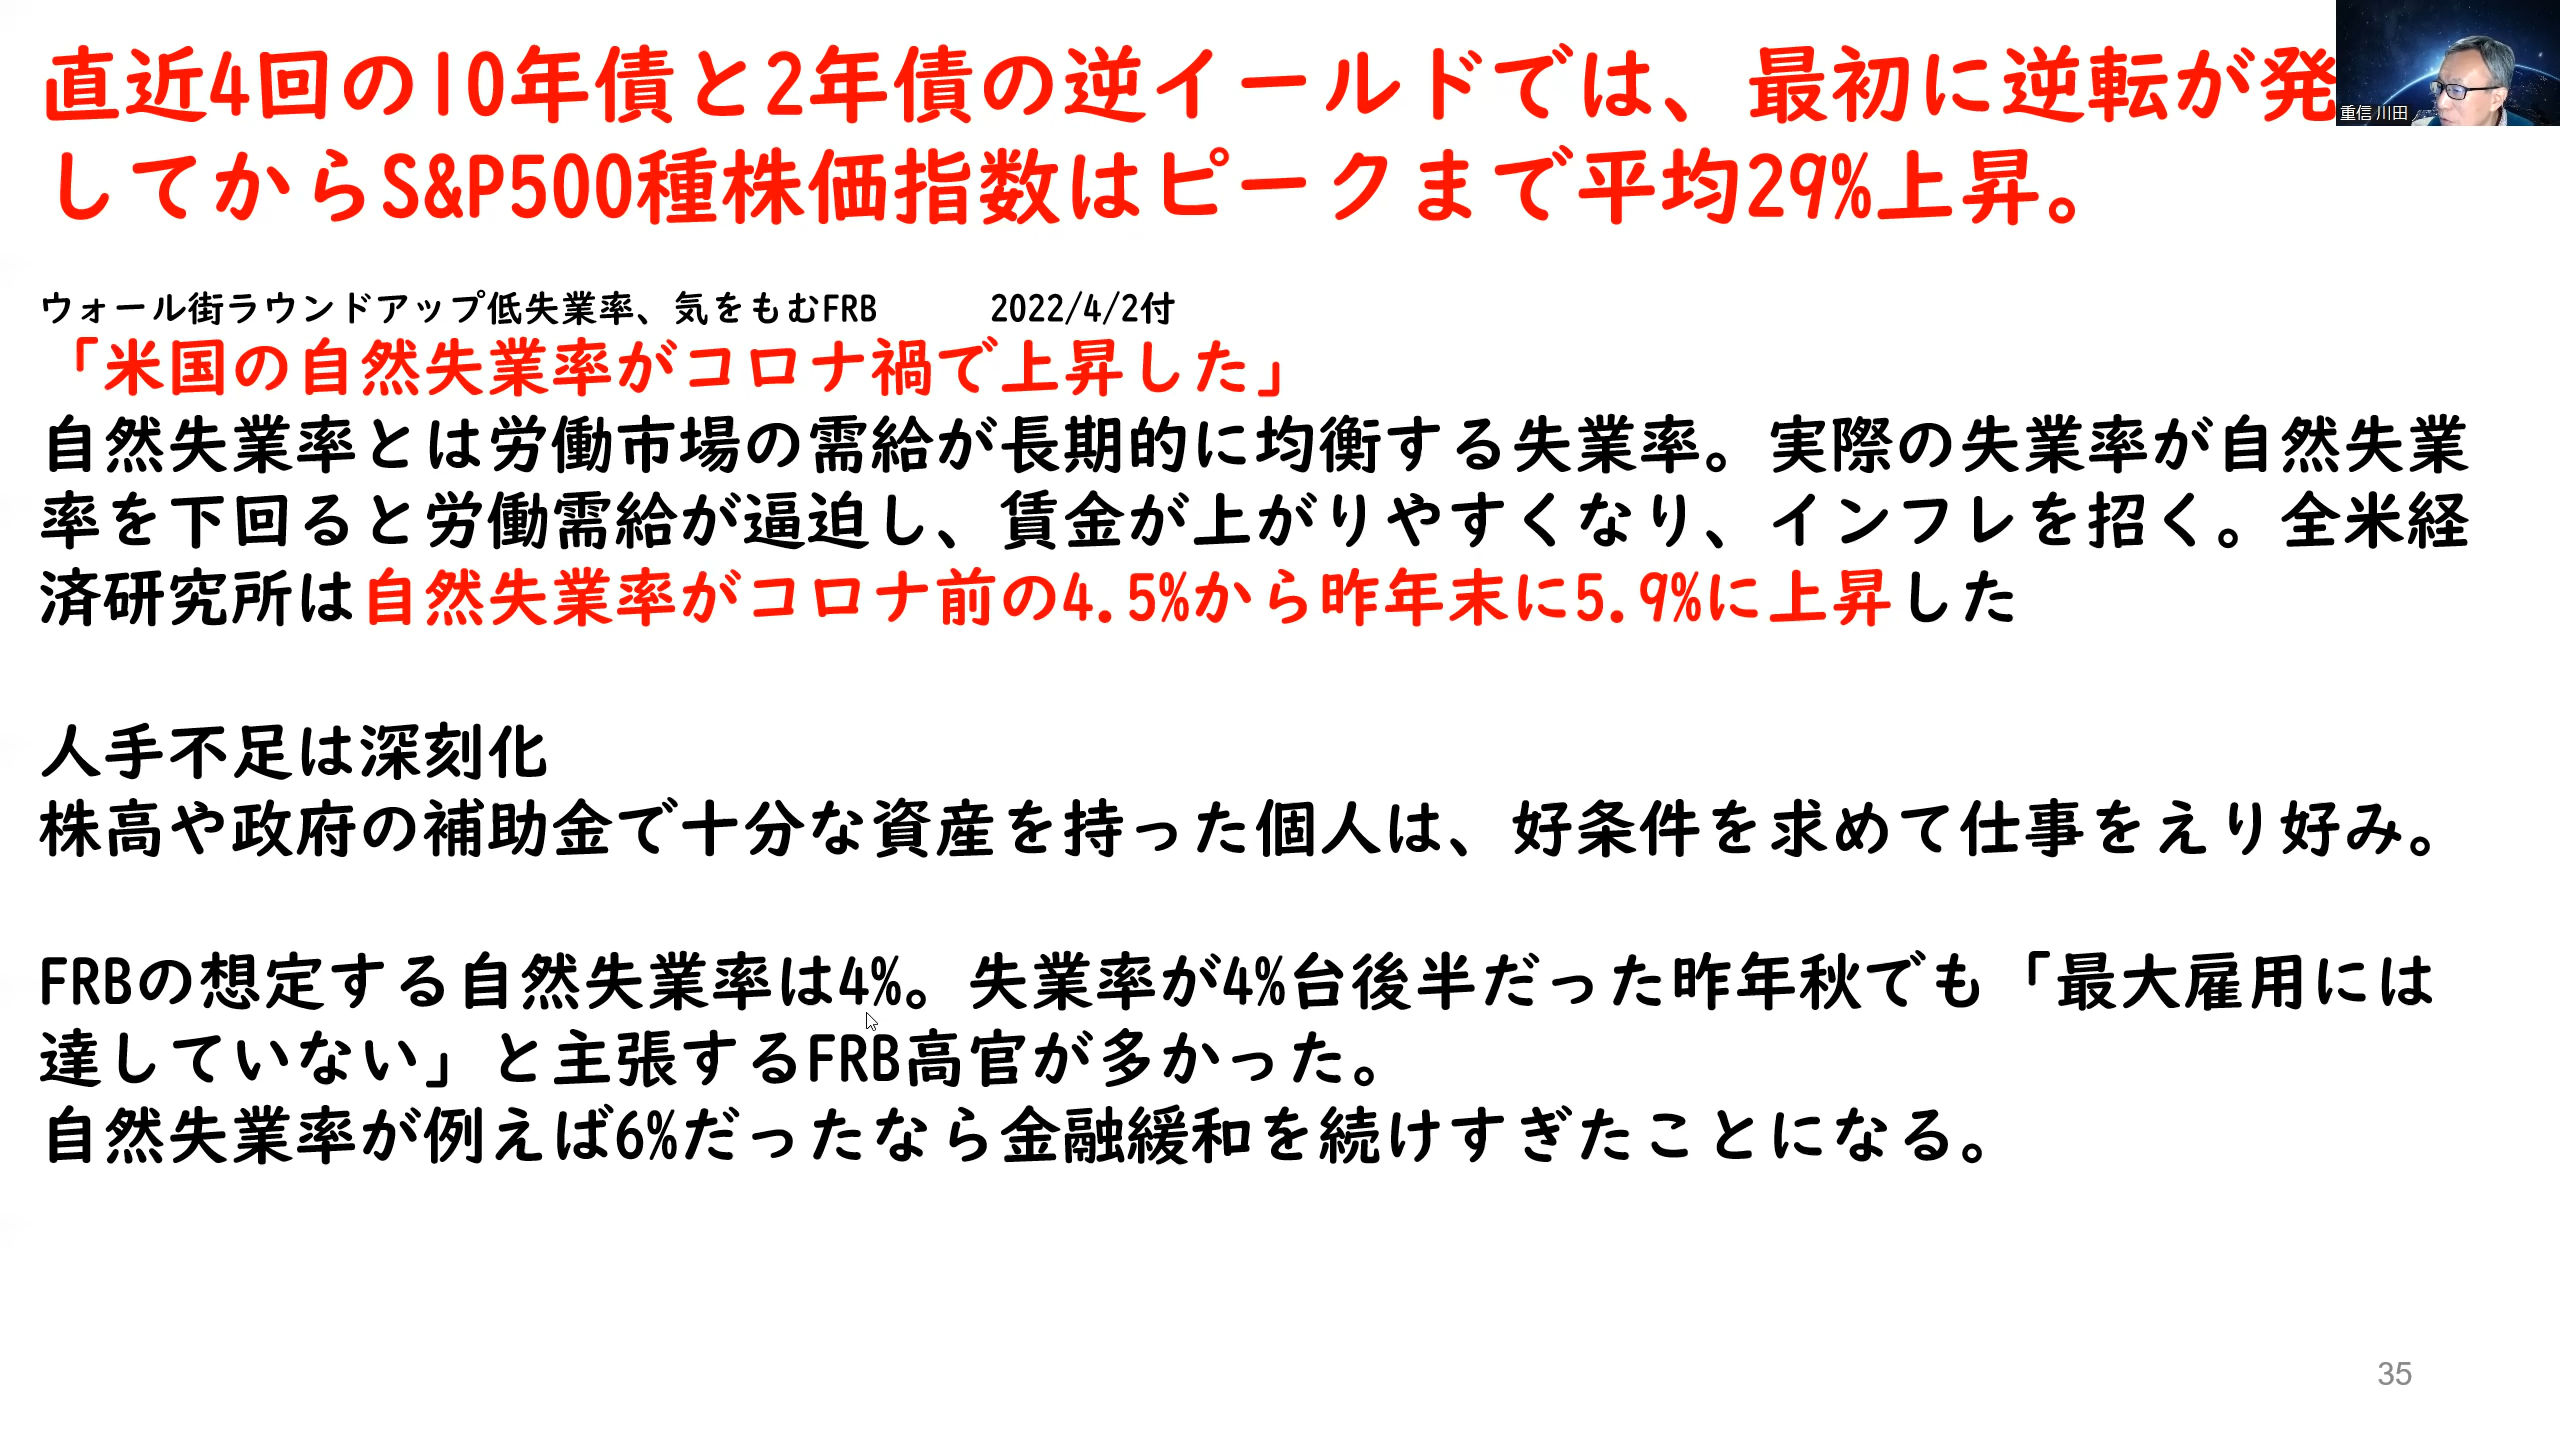 直近4回の10年債と2年債の逆イールドでは、最初に逆転が発
してからS&P500種株価指数はピークまで平均29%上昇。
重信 川田
ウォール街ラウンドアップ低失業率、気をもむFRB 2022/4/2付
「米国の自然失業率がコロナ禍で上昇した」
自然失業率とは労働市場の需給が長期的に均衡する失業率。実際の失業率が自然失業
率を下回ると労働需給が逼迫し、賃金が上がりやすくなり、インフレを招く。全米経
済研究所は自然失業率がコロナ前の4.5%から昨年末に5.9%に上昇した
人手不足は深刻化
株高や政府の補助金で十分な資産を持った個人は、好条件を求めて仕事をえり好み。
FRBの想定する自然失業率は4%。失業率が4%台後半だった昨年秋でも「最大雇用には
達していない」と主張するFRB高官が多かった。
自然失業率が例えば6%だったなら金融緩和を続けすぎたことになる。
35